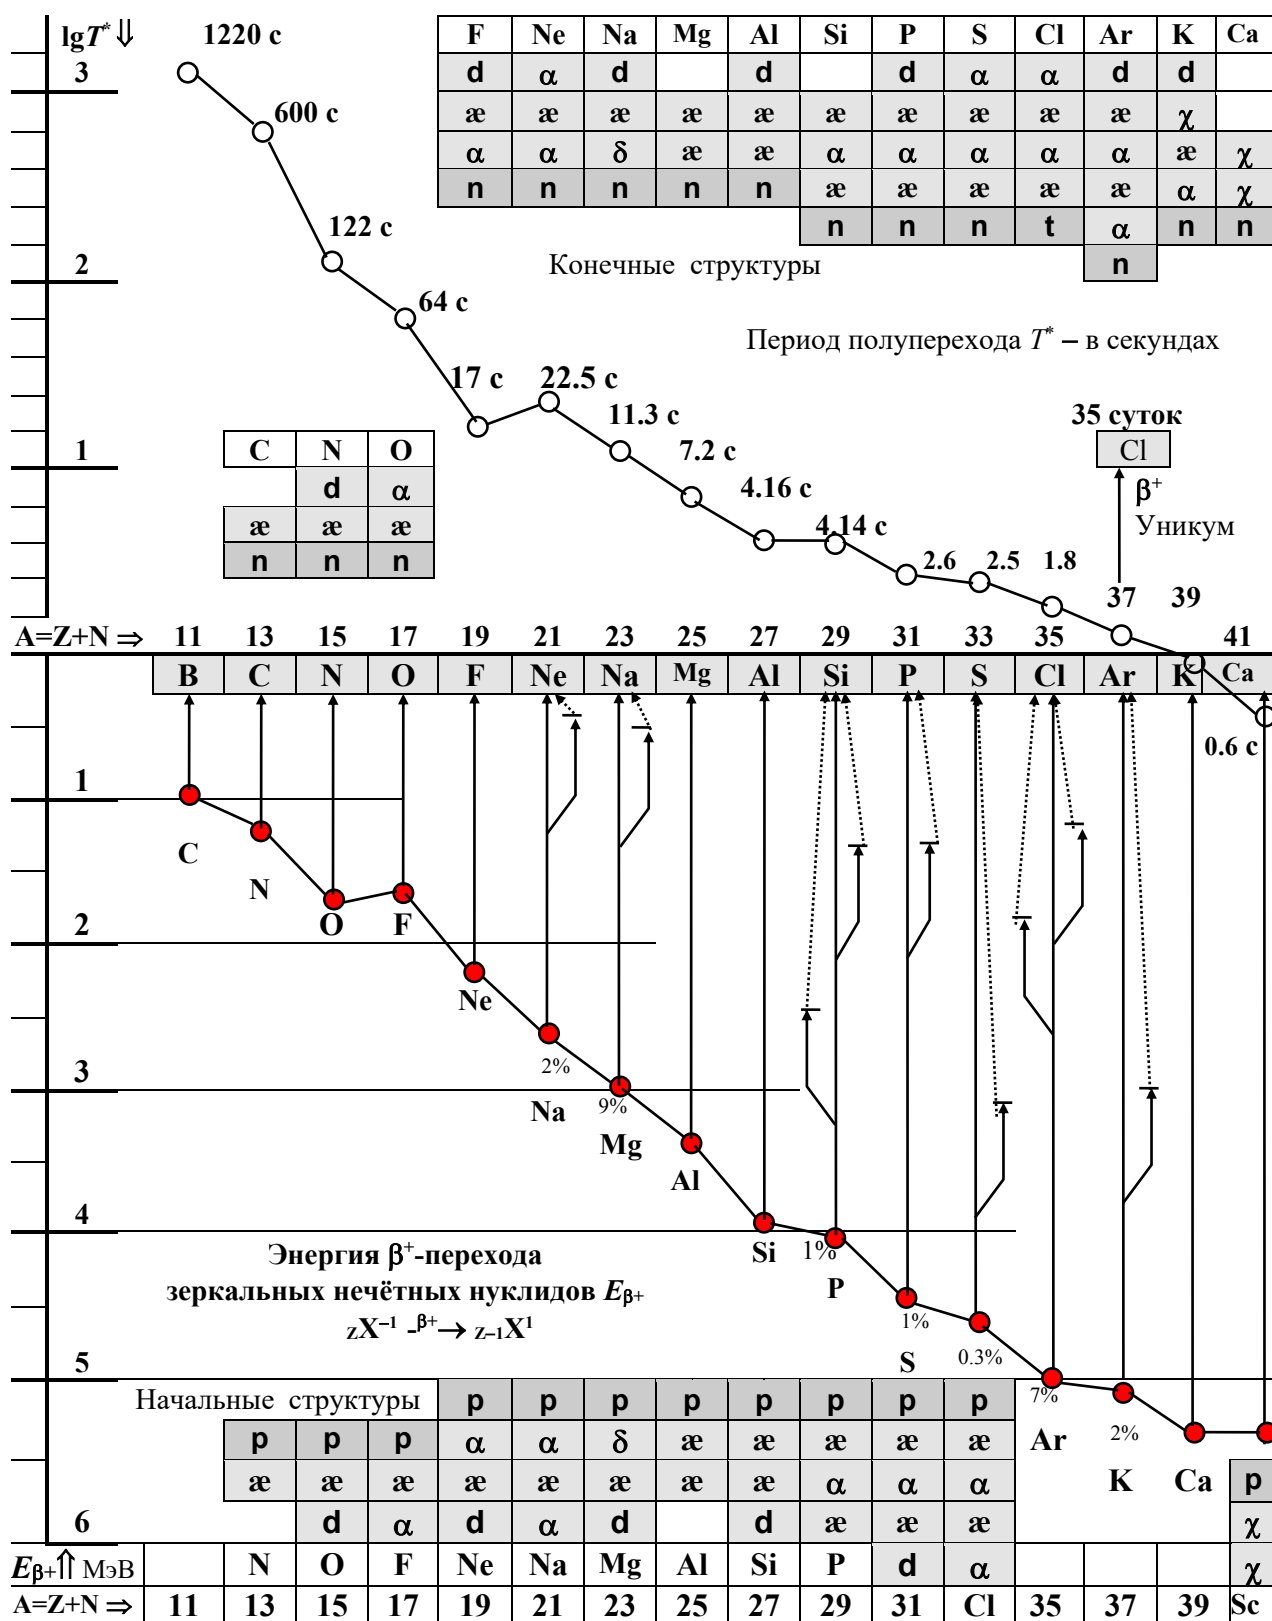 lgT* ⇓ 1220 с F Ne Na Mg Al Si P S Cl Ar K Ca
3 d α d d d α α d d
600 с æ æ æ æ æ æ æ æ æ æ χ
α α δ æ æ α α α α α æ χ
n n n n n æ æ æ æ æ α χ
122 с n n n t α n n
2 Конечные структуры n
64 с
Период полуперехода T* – в секундах
17 с 22.5 с
11.3 с 35 суток
1 C N O 7.2 с Cl
d α 4.16 с β+
æ æ æ 4.14 с Уникум
n n n 2.6 2.5 1.8
37 39
A=Z+N ⇒ 11 13 15 17 19 21 23 25 27 29 31 33 35 41
B C N O F Ne Na Mg Al Si P S Cl Ar K Ca
0.6 с
1
C
N
2 O F
Ne
3 2%
Na 9%
Mg
Al
4
Энергия β+-перехода Si 1%
зеркальных нечётных нуклидов Eβ+ P
ZX–1 -β+→ Z–1X1 1%
S 0.3%
5
Начальные структуры p p p p p p p p 7%
p p p α α δ æ æ æ æ æ Ar 2%
æ æ æ æ æ æ æ æ α α α K Ca p
6 d α d α d d æ æ æ χ
Eβ+⇑ МэВ N O F Ne Na Mg Al Si P d α χ
A=Z+N ⇒ 11 13 15 17 19 21 23 25 27 29 31 Cl 35 37 39 Sc